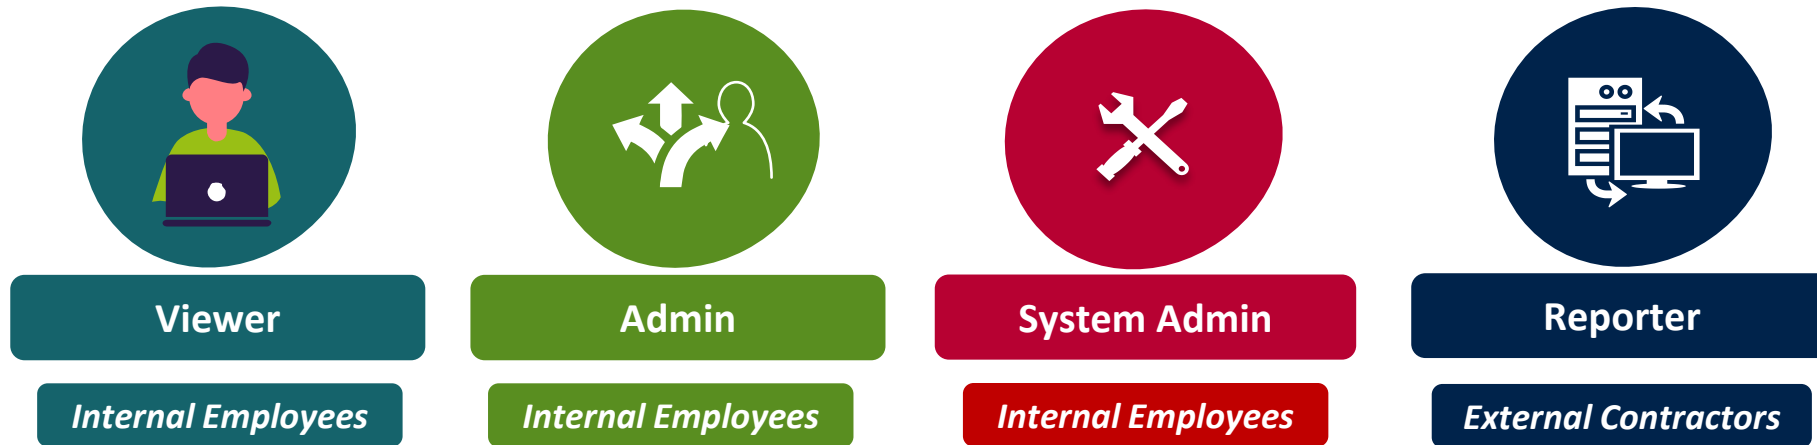 Viewer
Admin
System Admin
Reporter
Internal Employees
Internal Employees
Internal Employees
External Contractors